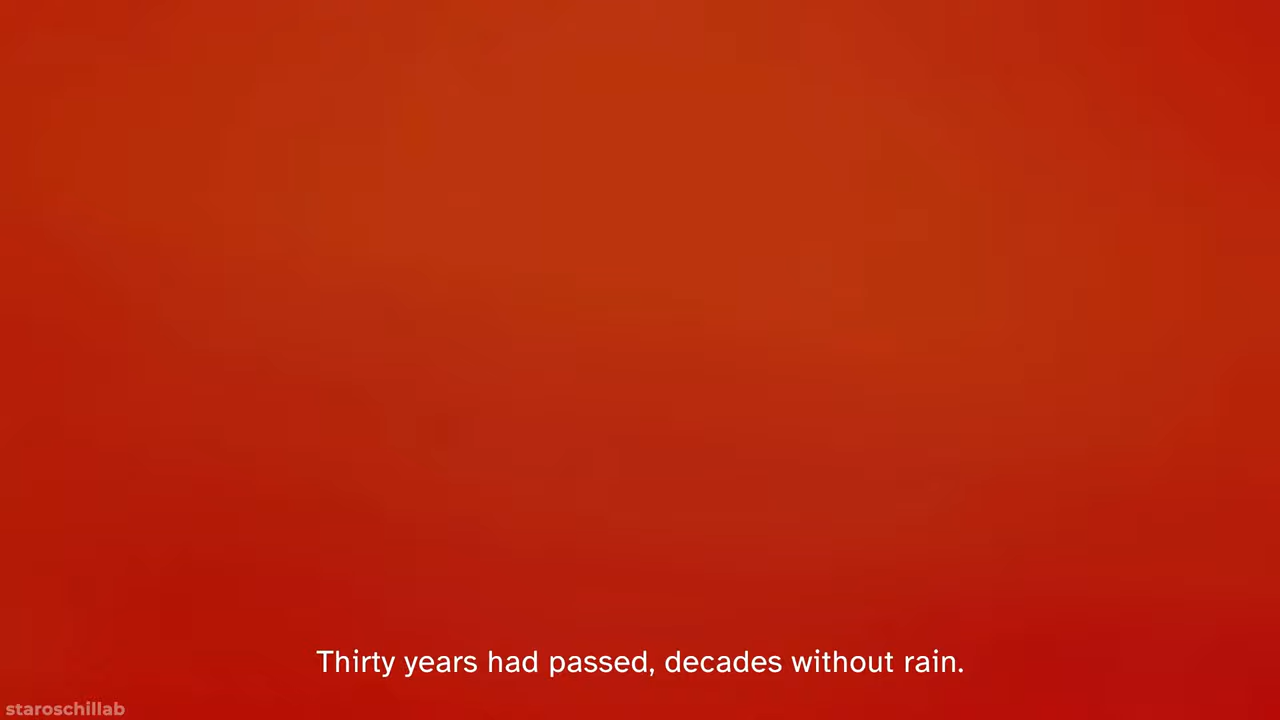 Thirty years had passed, decades without rain.
staroschillab